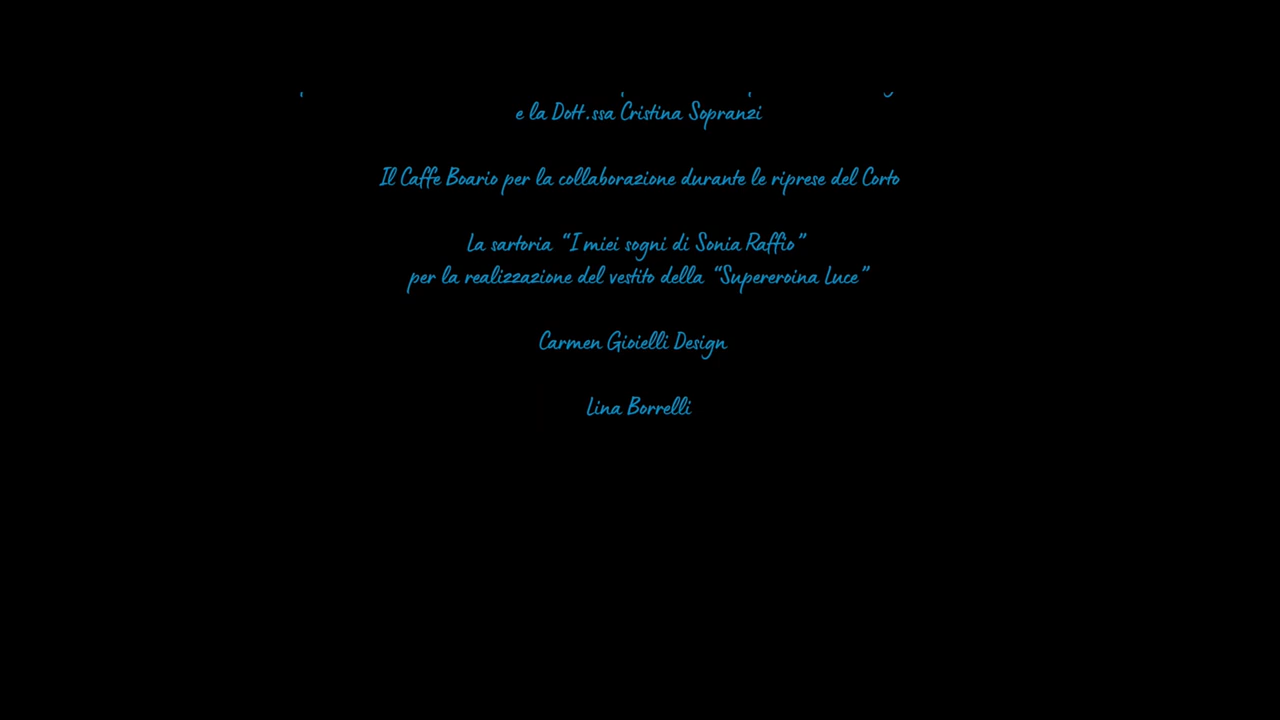 e la Dott.ssa Cristina Sopranzi
Il Caffe Boario per la collaborazione durante le riprese del Corto
La sartoria “I miei sogni di Sonia Raffio”
per la realizzazione del vestito della “Supereroina Luce”
Carmen Gioielli Design
Lina Borrelli